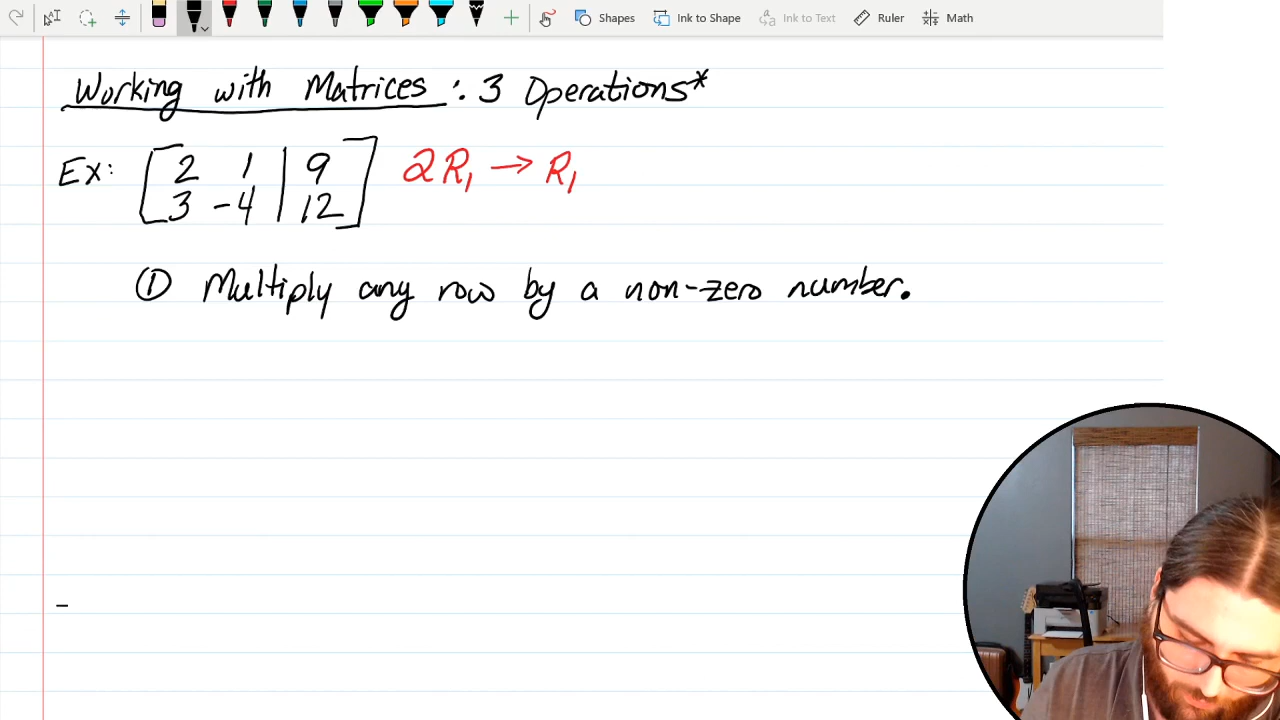 Shapes Ink to Shape Ink to Text Ruler Math
Working with Matrices : 3 Operations*
Ex: [ 2 1 | 9 ] 2R₁ → R₁
[ 3 -4 | 12 ]
① Multiply any row by a non-zero number.